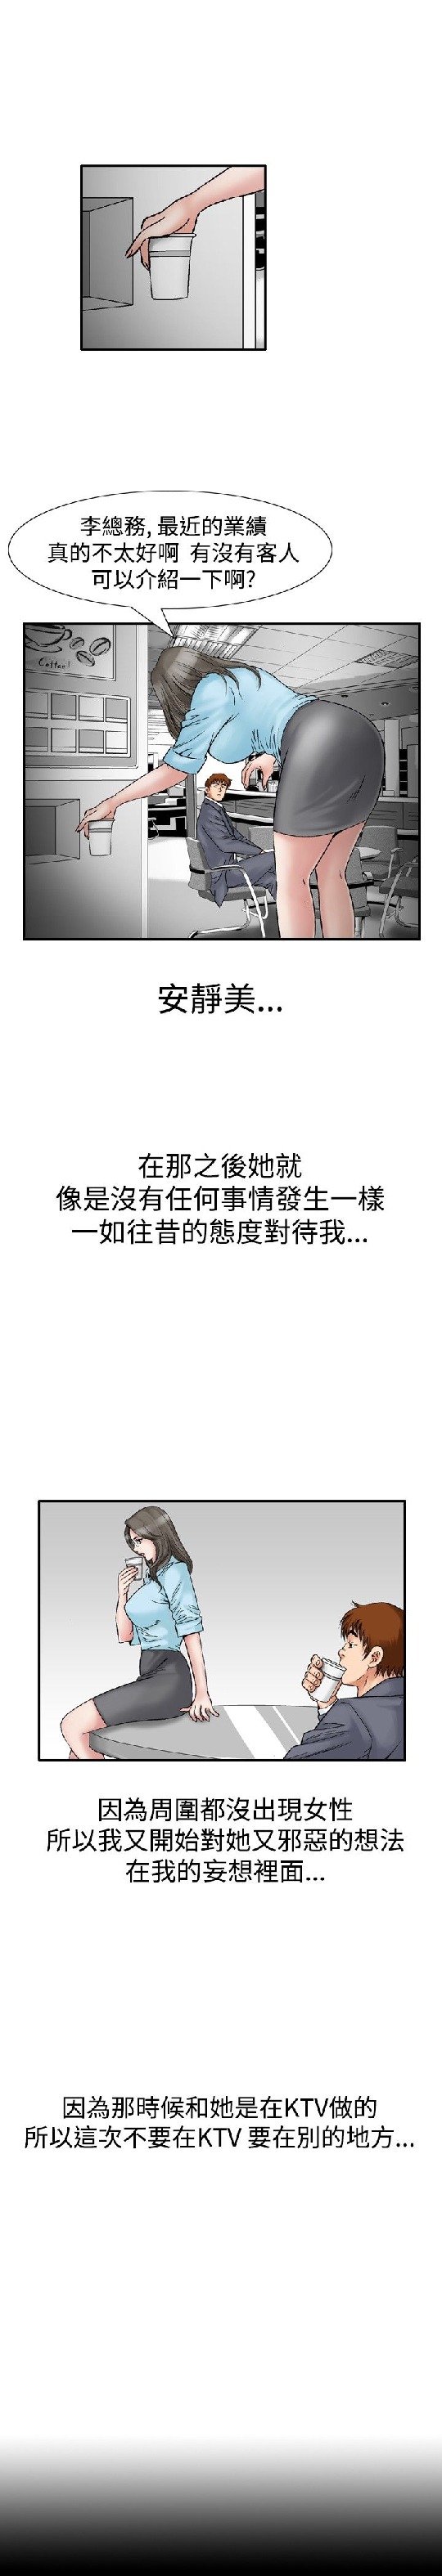 李總務, 最近的業績
真的不太好啊 有沒有客人
可以介紹一下啊?
Coffee!
安靜美...
在那之後她就
像是沒有任何事情發生一樣
一如往昔的態度對待我...
因為周圍都沒出現女性
所以我又開始對她又邪惡的想法
在我的妄想裡面...
因為那時候和她是在KTV做的
所以這次不要在KTV 要在別的地方...